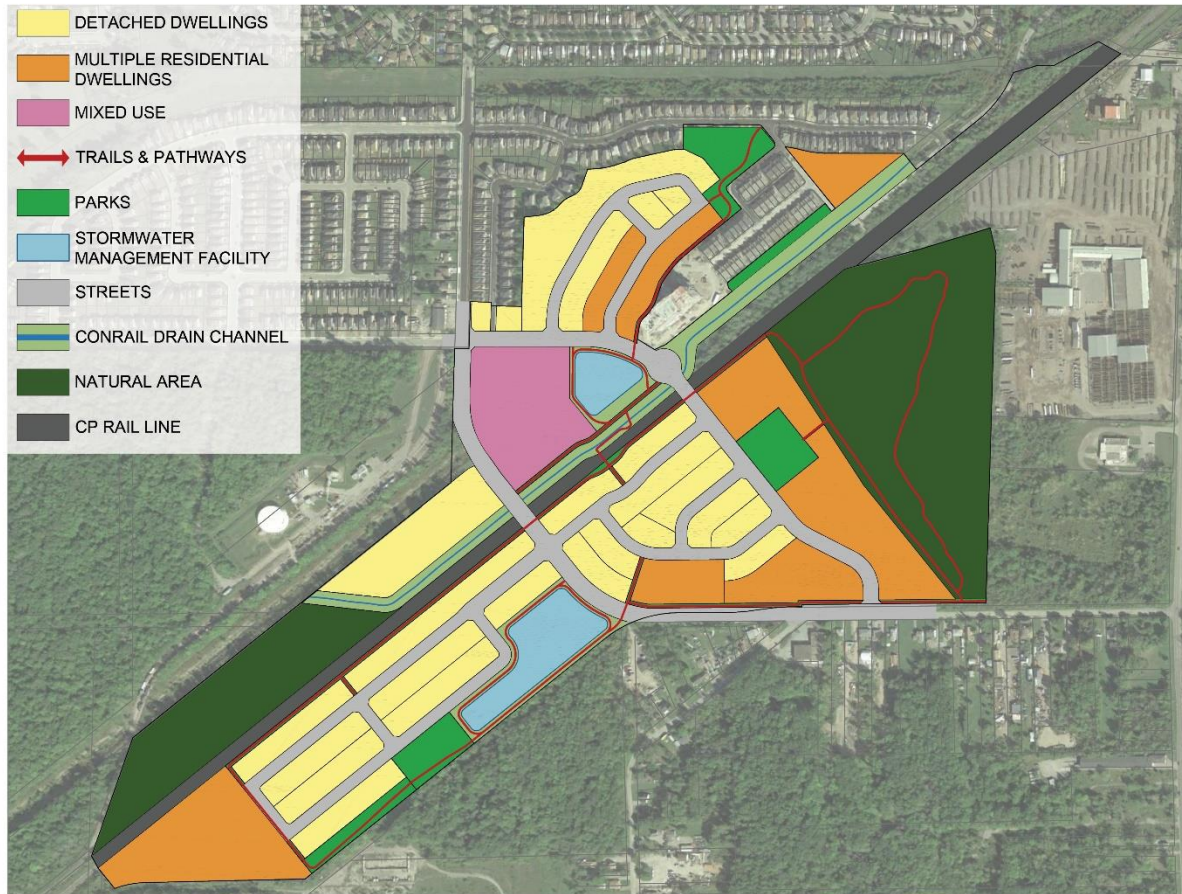 DETACHED DWELLINGS
MULTIPLE RESIDENTIAL
DWELLINGS
MIXED USE
TRAILS & PATHWAYS
PARKS
STORMWATER
MANAGEMENT FACILITY
STREETS
CONRAIL DRAIN CHANNEL
NATURAL AREA
CP RAIL LINE